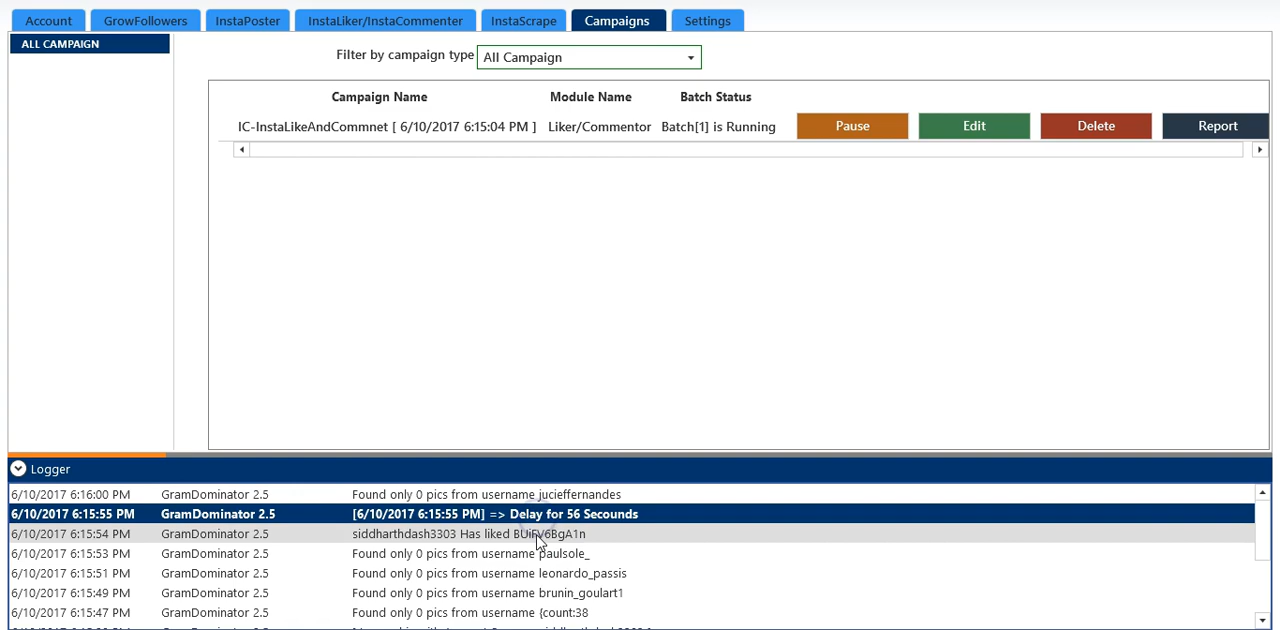 Account GrowFollowers InstaPoster InstaLiker/InstaCommenter InstaScrape Campaigns Settings
ALL CAMPAIGN
Filter by campaign type All Campaign
Campaign Name Module Name Batch Status
IC-InstaLikeAndCommnet [ 6/10/2017 6:15:04 PM ] Liker/Commentor Batch[1] is Running Pause Edit Delete Report
Logger
6/10/2017 6:16:00 PM GramDominator 2.5 Found only 0 pics from username jucieffernandes
6/10/2017 6:15:55 PM GramDominator 2.5 [6/10/2017 6:15:55 PM] => Delay for 56 Secounds
6/10/2017 6:15:54 PM GramDominator 2.5 siddharthdash3303 Has liked
6/10/2017 6:15:53 PM GramDominator 2.5 Found only 0 pics from username paulsole_
6/10/2017 6:15:51 PM GramDominator 2.5 Found only 0 pics from username leonardo_passis
6/10/2017 6:15:49 PM GramDominator 2.5 Found only 0 pics from username brunin_goulart1
6/10/2017 6:15:47 PM GramDominator 2.5 Found only 0 pics from username {count:38